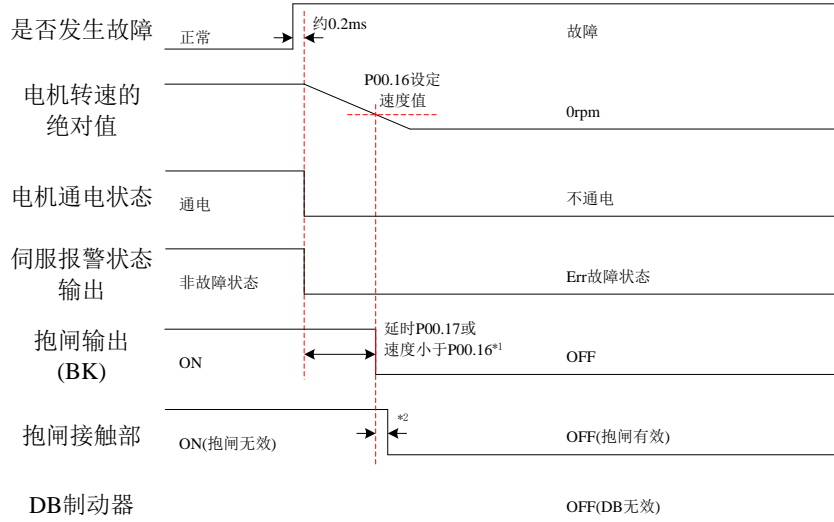 是否发生故障
正常
约0.2ms
故障
电机转速的
绝对值
P00.16设定
速度值
0rpm
电机通电状态
通电
不通电
伺服报警状态
输出
非故障状态
Err故障状态
抱闸输出
(BK)
ON
延时P00.17或
速度小于P00.16*1
OFF
抱闸接触部
ON(抱闸无效)
*2
OFF(抱闸有效)
DB制动器
OFF(DB无效)